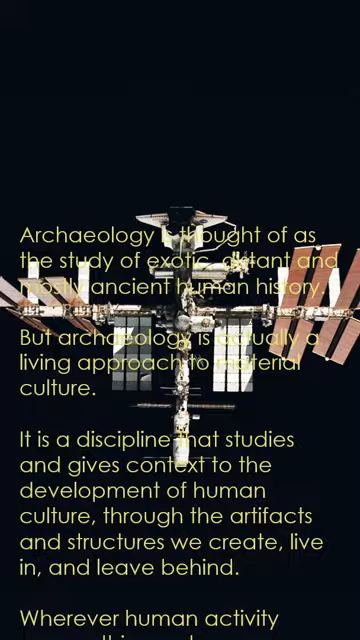 Archaeology is thought of as
the study of exotic, distant and
mostly ancient human history.
But archaeology is actually a
living approach to material
culture.
It is a discipline that studies
and gives context to the
development of human
culture, through the artifacts
and structures we create, live
in, and leave behind.
Wherever human activity